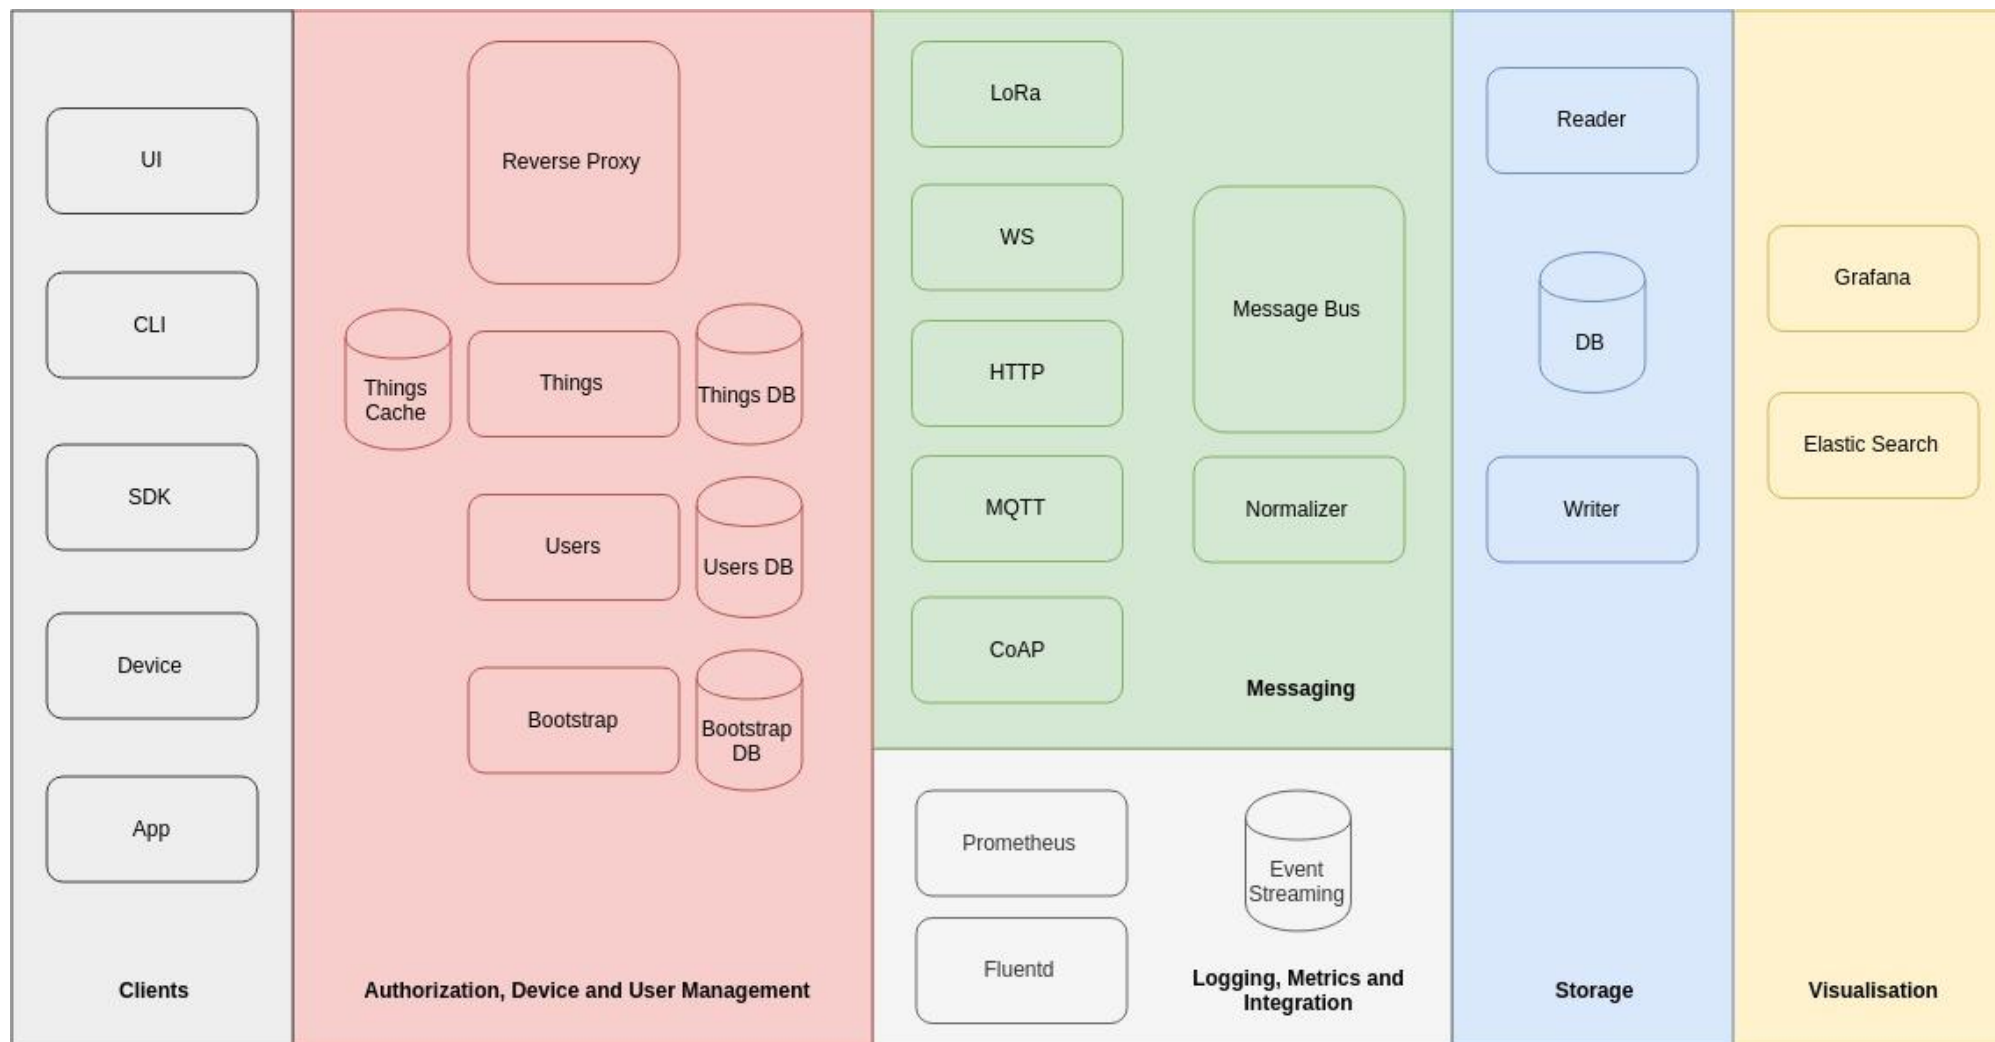 UI
CLI
SDK
Device
App
Clients
Reverse Proxy
Things
Cache
Things
Things DB
Users
Users DB
Bootstrap
Bootstrap
DB
Authorization, Device and User Management
LoRa
WS
HTTP
MQTT
CoAP
Message Bus
Normalizer
Messaging
Prometheus
Fluentd
Event
Streaming
Logging, Metrics and
Integration
Reader
DB
Writer
Storage
Grafana
Elastic Search
Visualisation